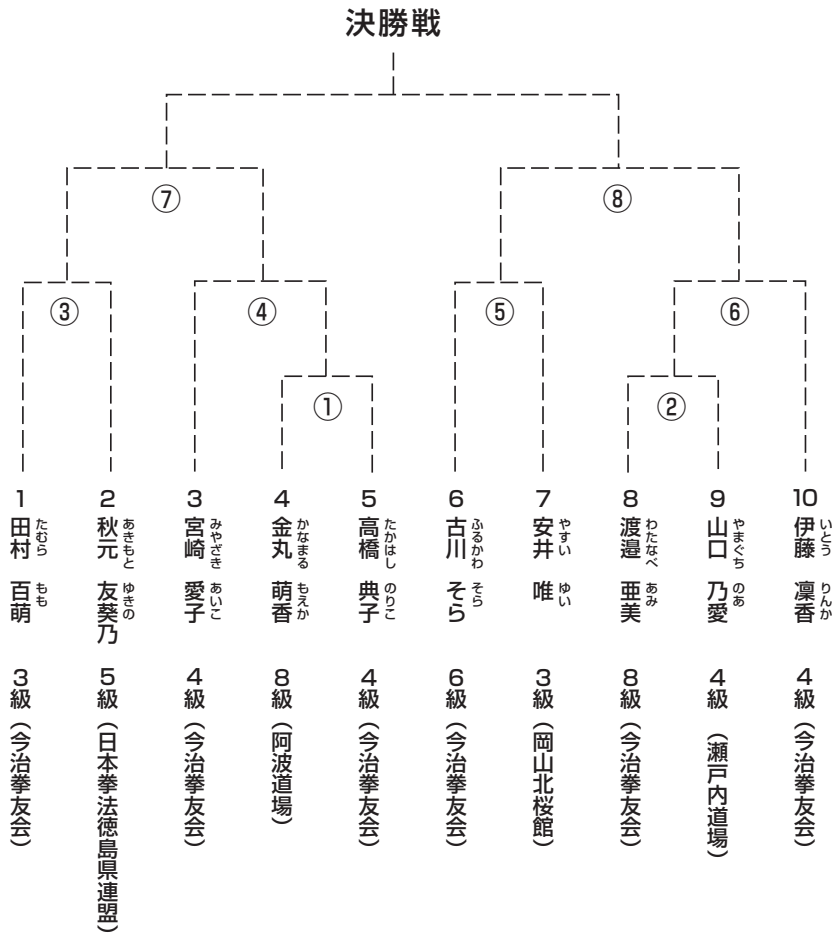 決勝戦
⑦
⑧
③
④
⑤
⑥
①
②
1 田村 百萌 たむら もも 3級（今治拳友会）
2 秋元 友葵乃 あきもと ゆきの 5級（日本拳法徳島県連盟）
3 宮崎 愛子 みやざき あいこ 4級（今治拳友会）
4 金丸 萌香 かなまる もえか 8級（阿波道場）
5 高橋 典子 たかはし のりこ 4級（今治拳友会）
6 古川 そら ふるかわ そら 6級（今治拳友会）
7 安井 唯 やすい ゆい 3級（岡山北桜館）
8 渡邉 亜美 わたなべ あみ 8級（今治拳友会）
9 山口 乃愛 やまぐち のあ 4級（瀬戸内道場）
10 伊藤 凜香 いとう りんか 4級（今治拳友会）